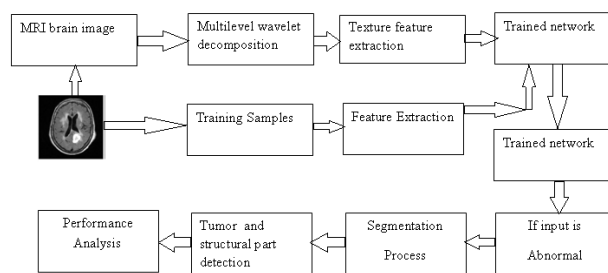 MRI brain image
Multilevel wavelet
decomposition
Texture feature
extraction
Trained network
Training Samples
Feature Extraction
Trained network
Performance
Analysis
Tumor and
structural part
detection
Segmentation
Process
If input is
Abnormal